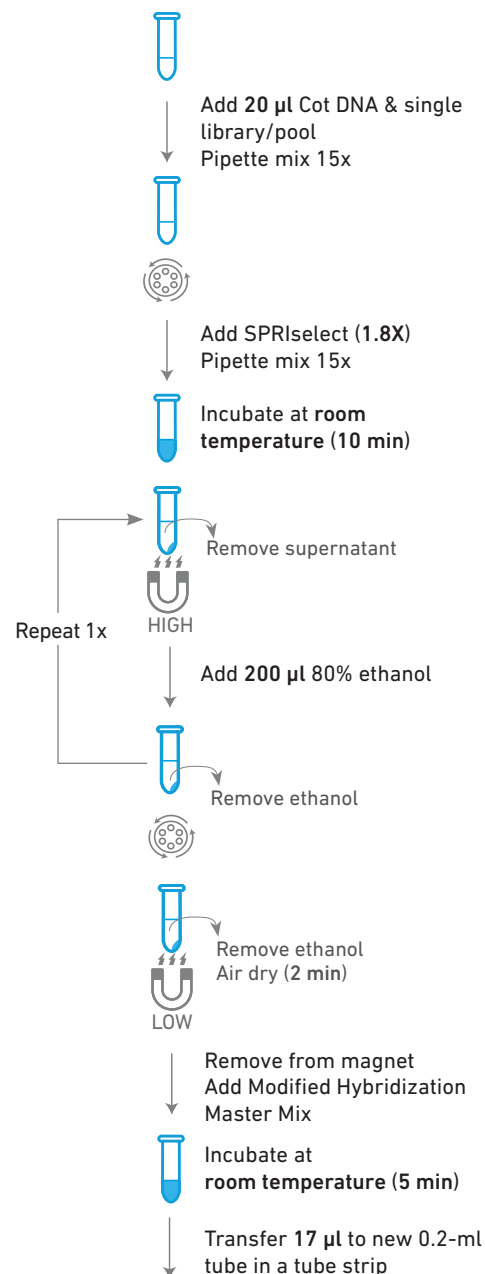 Add 20 µl Cot DNA & single
library/pool
Pipette mix 15x
Add SPRIselect (1.8X)
Pipette mix 15x
Incubate at room
temperature (10 min)
Remove supernatant
HIGH
Repeat 1x
Add 200 µl 80% ethanol
Remove ethanol
Remove ethanol
Air dry (2 min)
LOW
Remove from magnet
Add Modified Hybridization
Master Mix
Incubate at
room temperature (5 min)
Transfer 17 µl to new 0.2-ml
tube in a tube strip